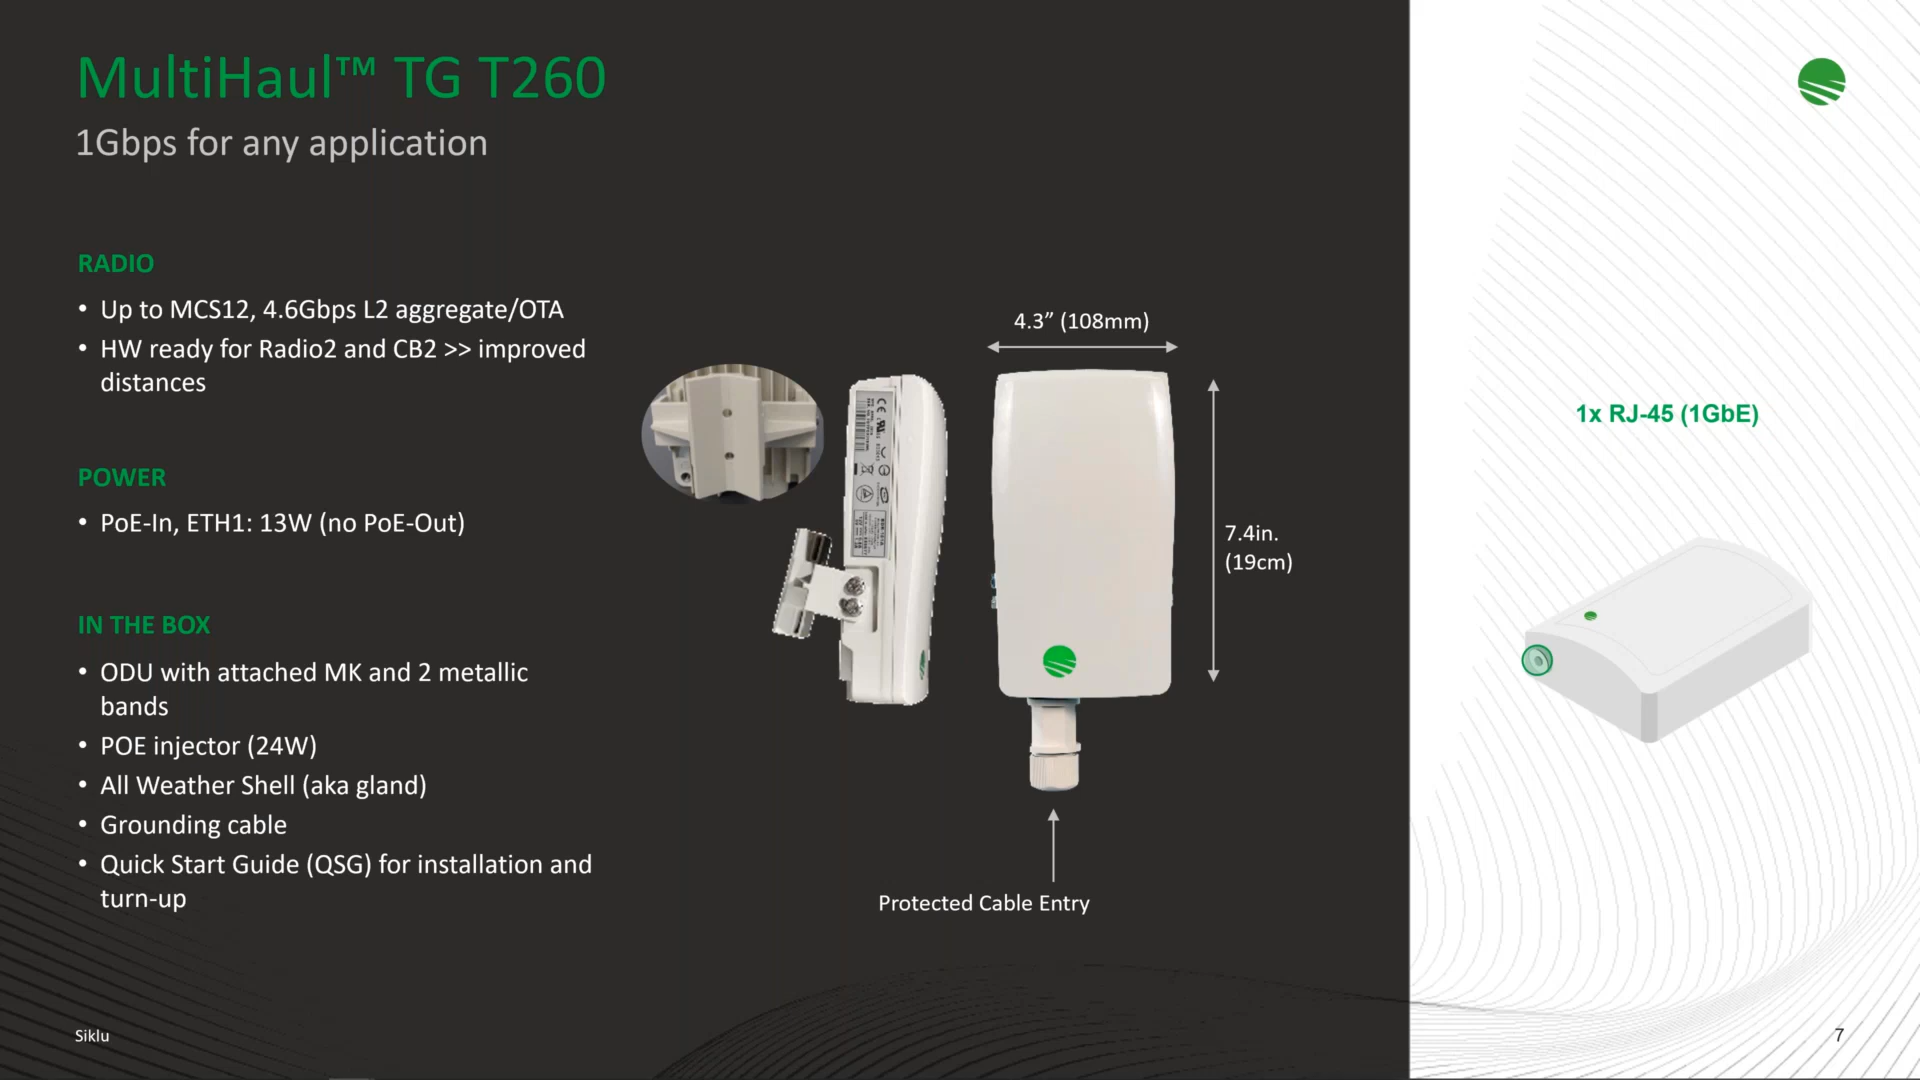 MultiHaul™ TG T260
1Gbps for any application
RADIO
• Up to MCS12, 4.6Gbps L2 aggregate/OTA
• HW ready for Radio2 and CB2 >> improved
distances
POWER
• PoE-In, ETH1: 13W (no PoE-Out)
IN THE BOX
• ODU with attached MK and 2 metallic
bands
• POE injector (24W)
• All Weather Shell (aka gland)
• Grounding cable
• Quick Start Guide (QSG) for installation and
turn-up
4.3” (108mm)
7.4in.
(19cm)
Protected Cable Entry
1x RJ-45 (1GbE)
Siklu
7